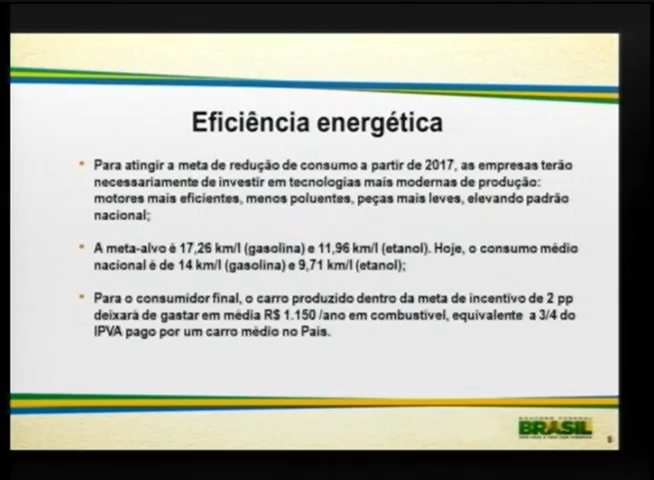 Eficiência energética
Para atingir a meta de redução de consumo a partir de 2017, as empresas terão
necessariamente de investir em tecnologias mais modernas de produção:
motores mais eficientes, menos poluentes, peças mais leves, elevando padrão
nacional;
A meta-alvo é 17,26 km/l (gasolina) e 11,96 km/l (etanol). Hoje, o consumo médio
nacional é de 14 km/l (gasolina) e 9,71 km/l (etanol);
Para o consumidor final, o carro produzido dentro da meta de incentivo de 2 pp
deixará de gastar em média R$ 1.150 /ano em combustível, equivalente a 3/4 do
IPVA pago por um carro médio no País.
GOVERNO FEDERAL
BRASIL
5